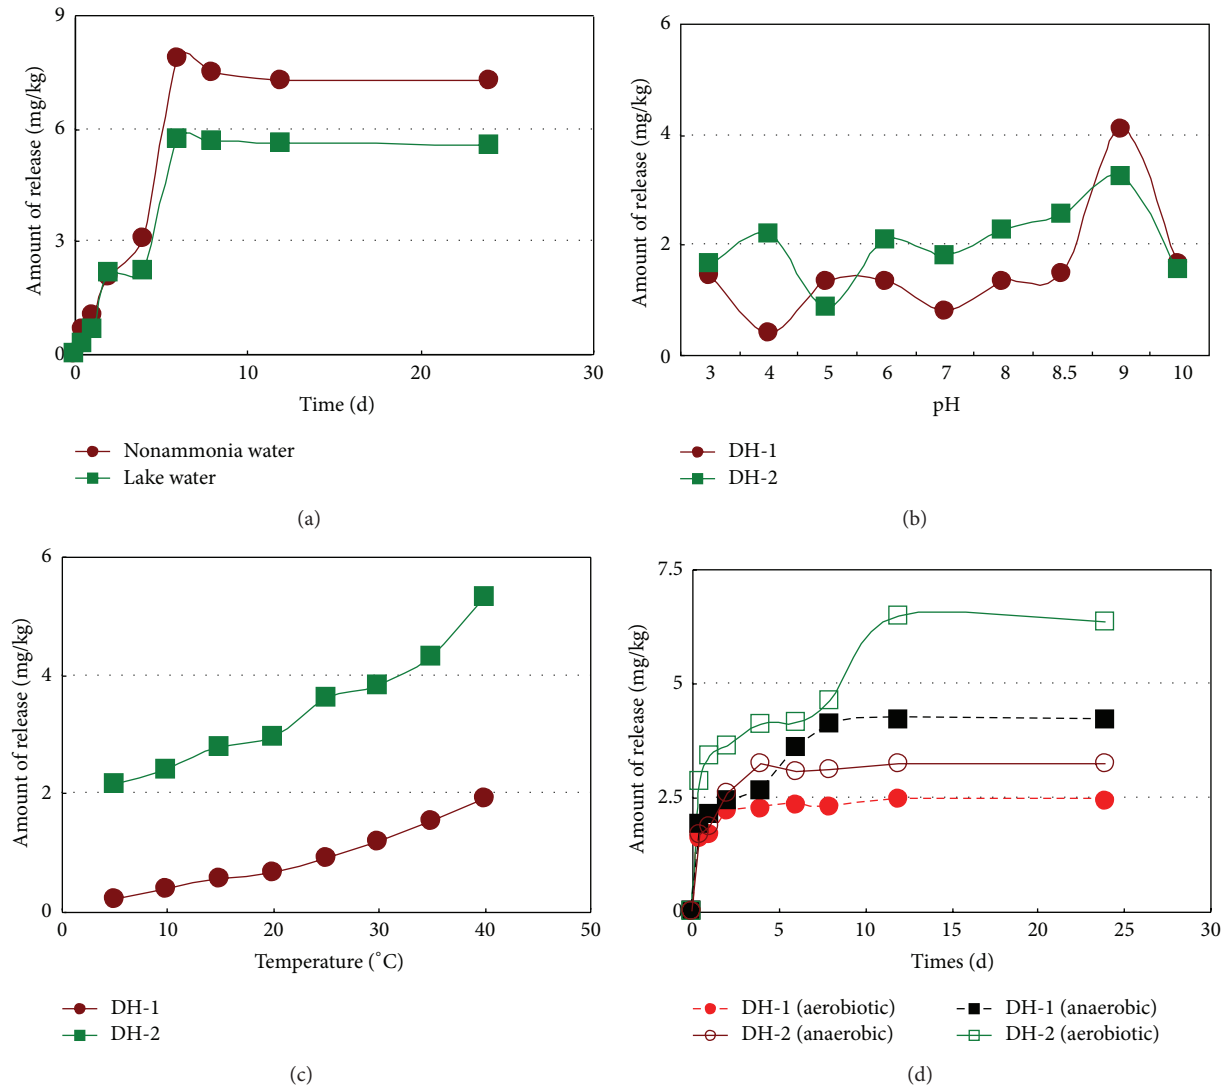 9
6
3
0
Amount of release (mg/kg)
0 10 20 30
Time (d)
Nonammonia water
Lake water
(a)
6
4
2
0
Amount of release (mg/kg)
3 4 5 6 7 8 8.5 9 10
pH
DH-1
DH-2
(b)
6
4
2
0
Amount of release (mg/kg)
0 10 20 30 40 50
Temperature (˚C)
DH-1
DH-2
(c)
7.5
5
2.5
0
Amount of release (mg/kg)
0 5 10 15 20 25 30
Times (d)
DH-1 (aerobiotic) DH-1 (anaerobic)
DH-2 (anaerobic) DH-2 (aerobiotic)
(d)